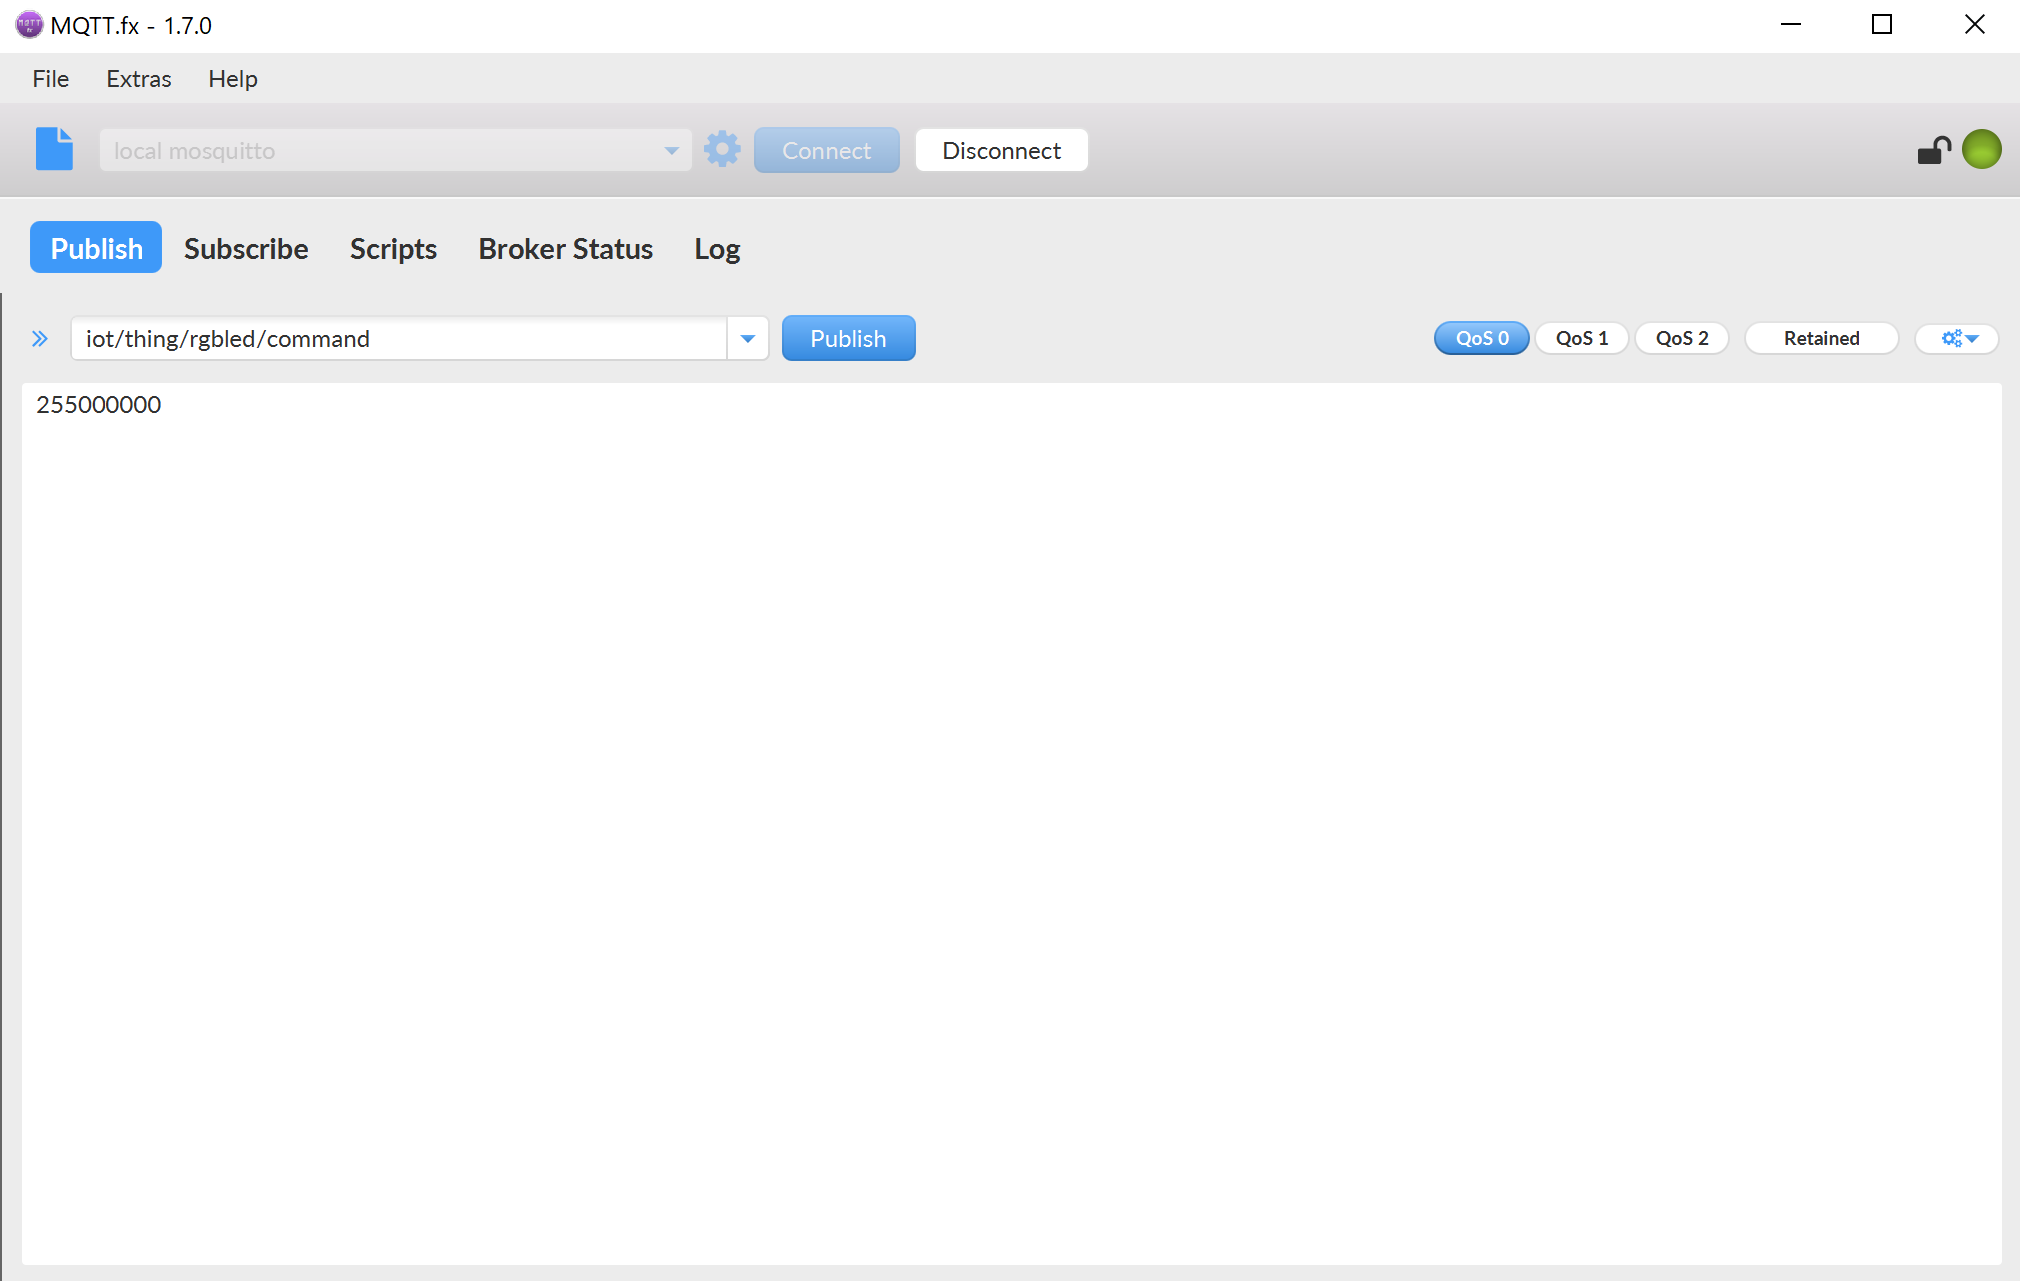 MQTT.fx - 1.7.0
File Extras Help
local mosquitto Connect Disconnect
Publish Subscribe Scripts Broker Status Log
iot/thing/rgbled/command Publish QoS 0 QoS 1 QoS 2 Retained
255000000